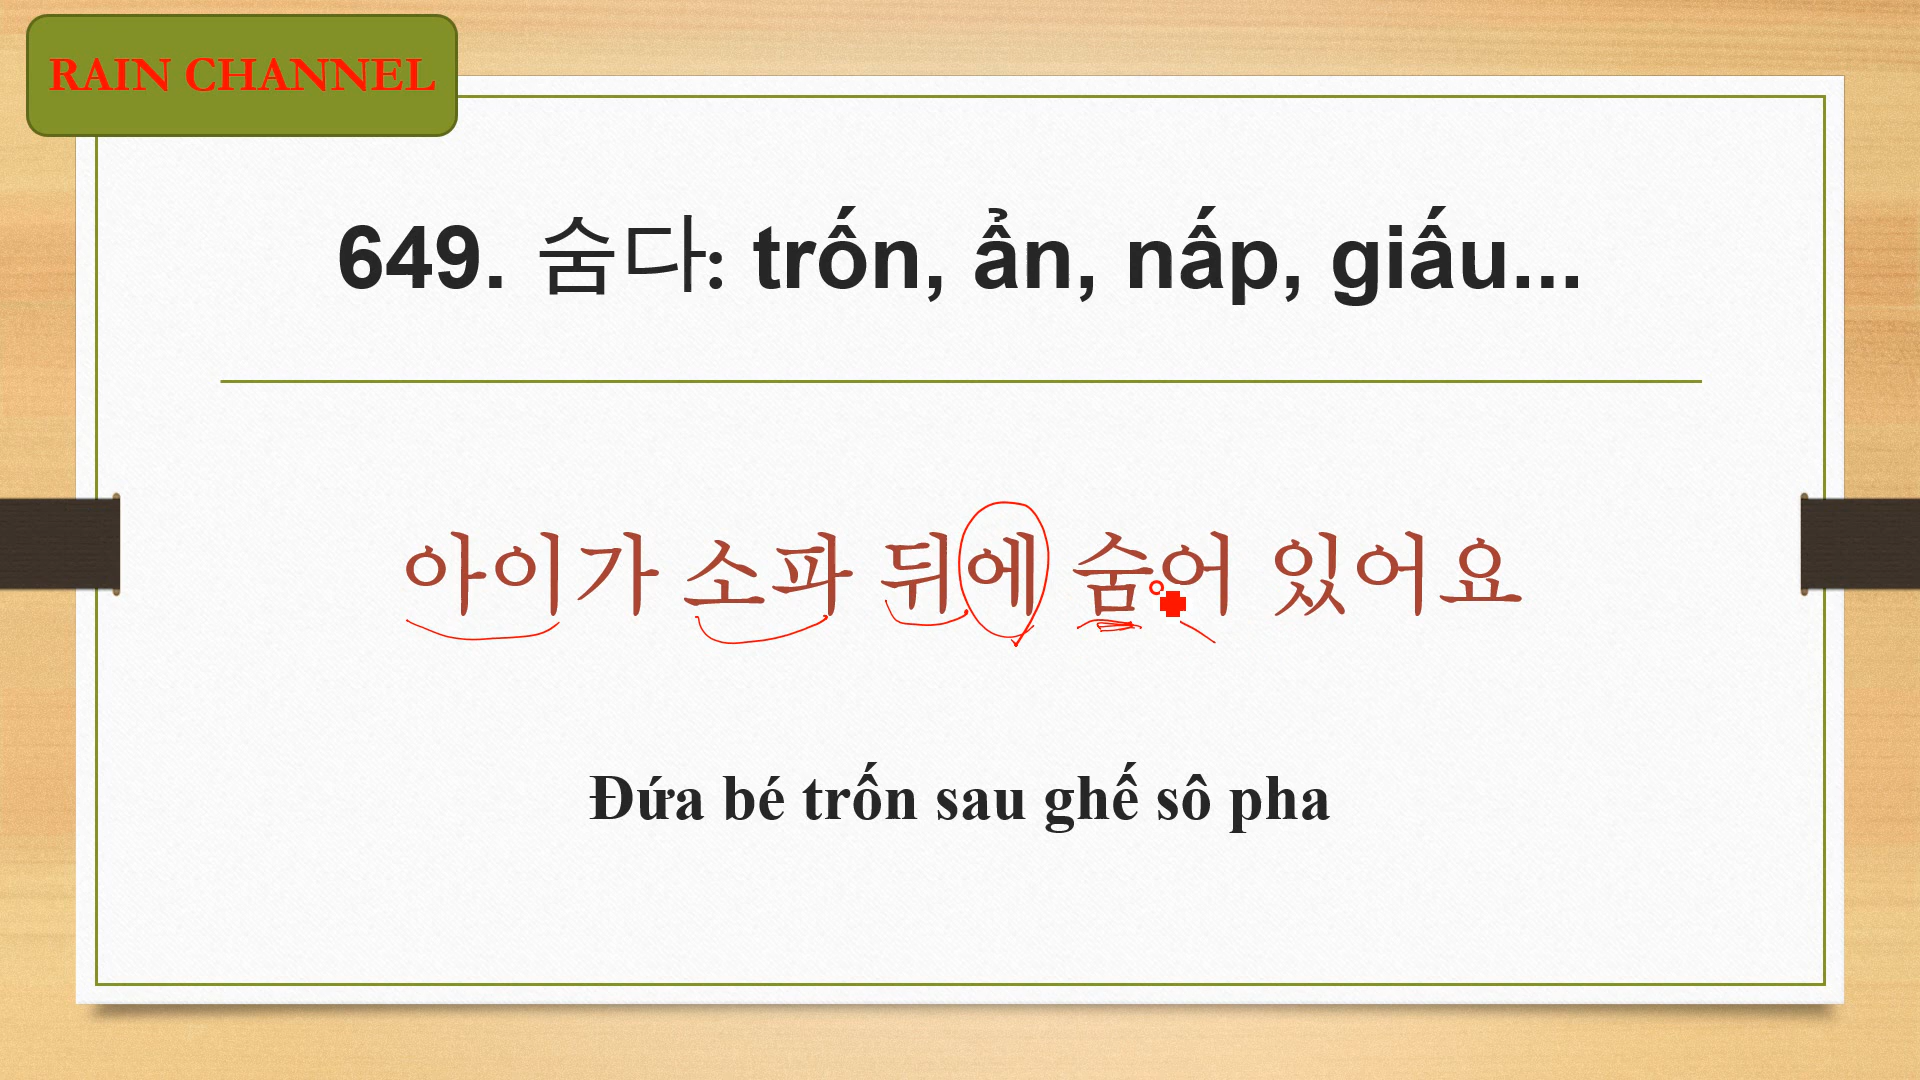 RAIN CHANNEL
649. 숨다: trốn, ẩn, nấp, giấu...
아이가 소파 뒤에 숨어 있어요
Đứa bé trốn sau ghế sô pha